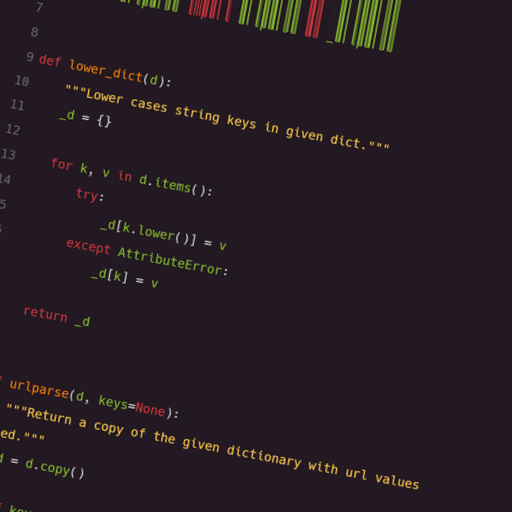 7
8
9 def lower_dict(d):
10 """Lower cases string keys in given dict."""
11 _d = {}
12
13 for k, v in d.items():
14 try:
5 _d[k.lower()] = v
except AttributeError:
_d[k] = v
return _d
urlparse(d, keys=None):
"""Return a copy of the given dictionary with url values
ed."""
d = d.copy()